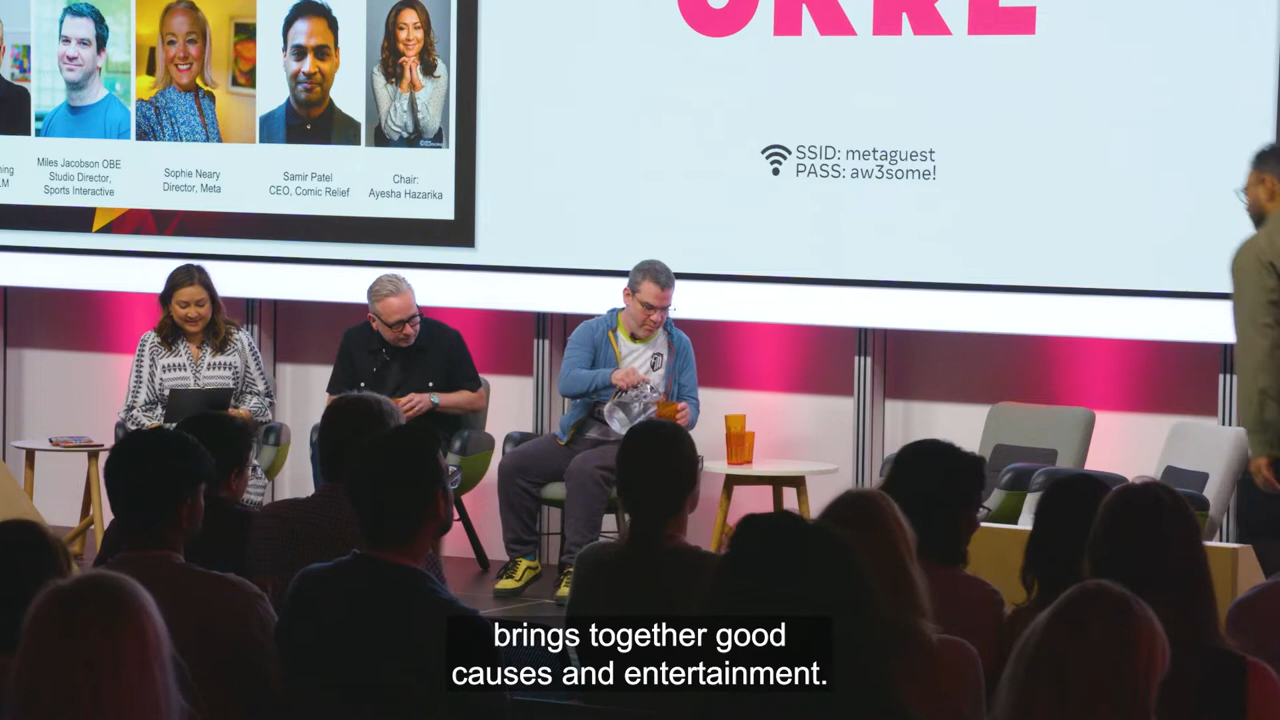 SSID: metaguest
PASS: aw3some!
Miles Jacobson OBE
Studio Director,
Sports Interactive
Sophie Neary
Director, Meta
Samir Patel
CEO, Comic Relief
Chair:
Ayesha Hazarika
brings together good
causes and entertainment.